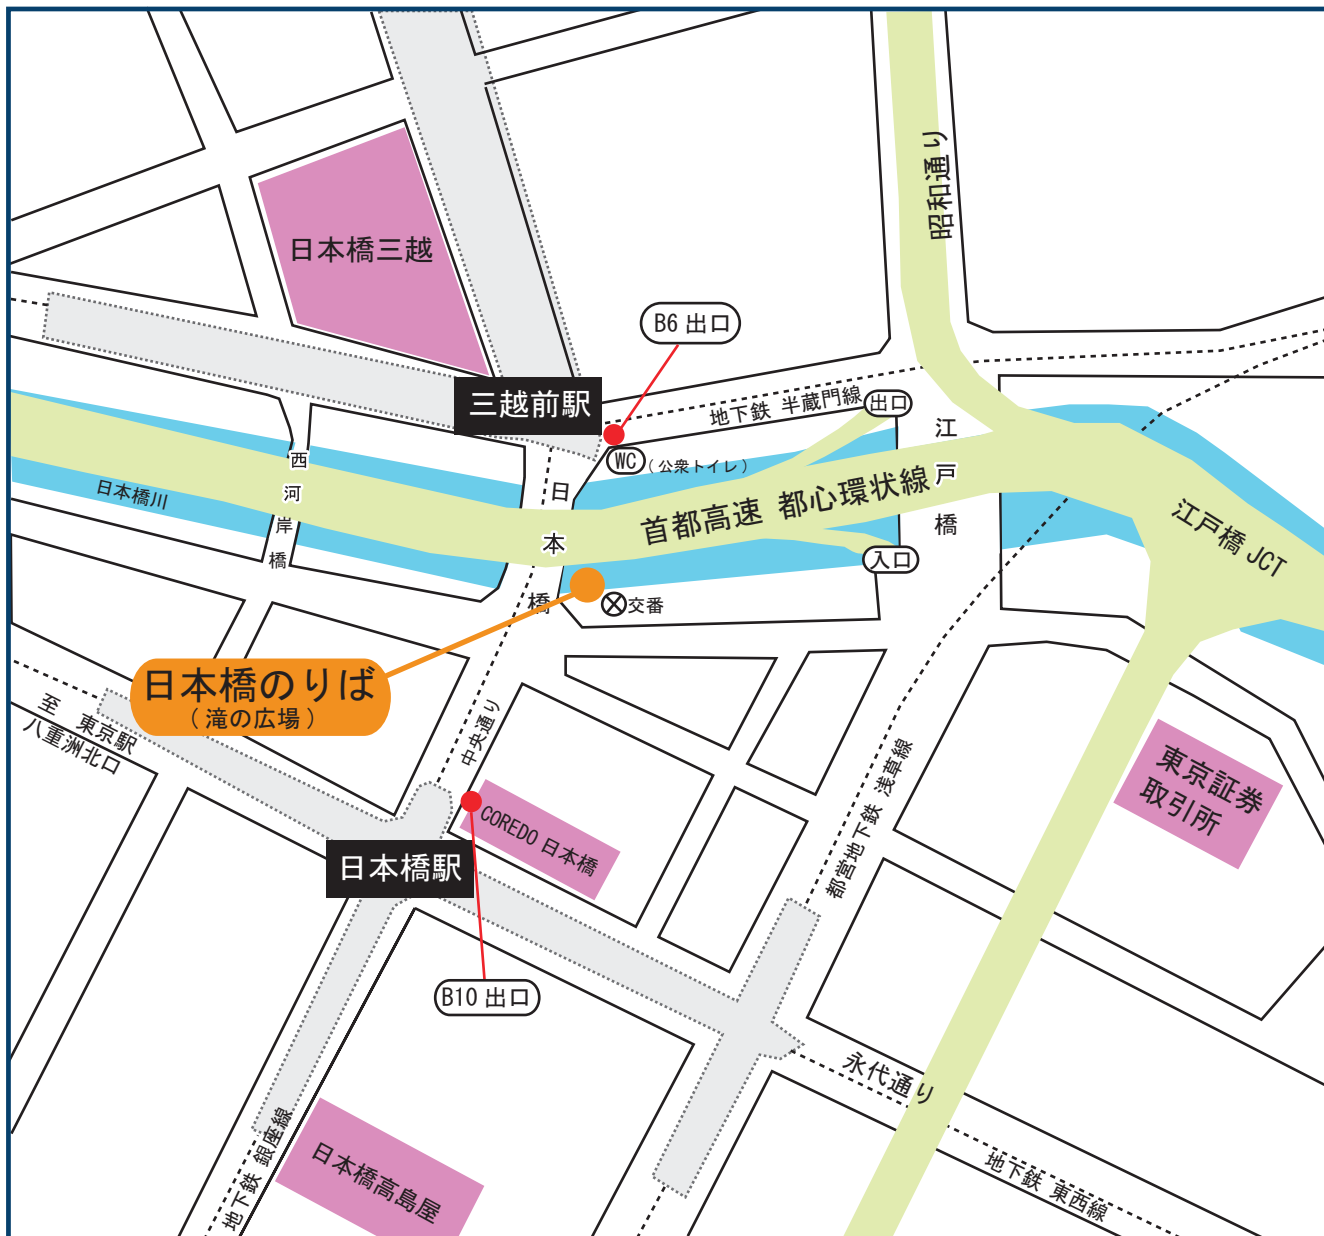 昭和通り
日本橋三越
B6 出口
三越前駅
地下鉄 半蔵門線
出口
江戸橋
WC
(公衆トイレ)
西河岸橋
日本橋川
日本橋
首都高速 都心環状線
江戸橋 JCT
入口
交番
日本橋のりば
(滝の広場)
至 東京駅
八重洲北口
中央通り
都営地下鉄 浅草線
東京証券
取引所
COREDO 日本橋
日本橋駅
B10 出口
永代通り
地下鉄 銀座線
日本橋高島屋
地下鉄 東西線